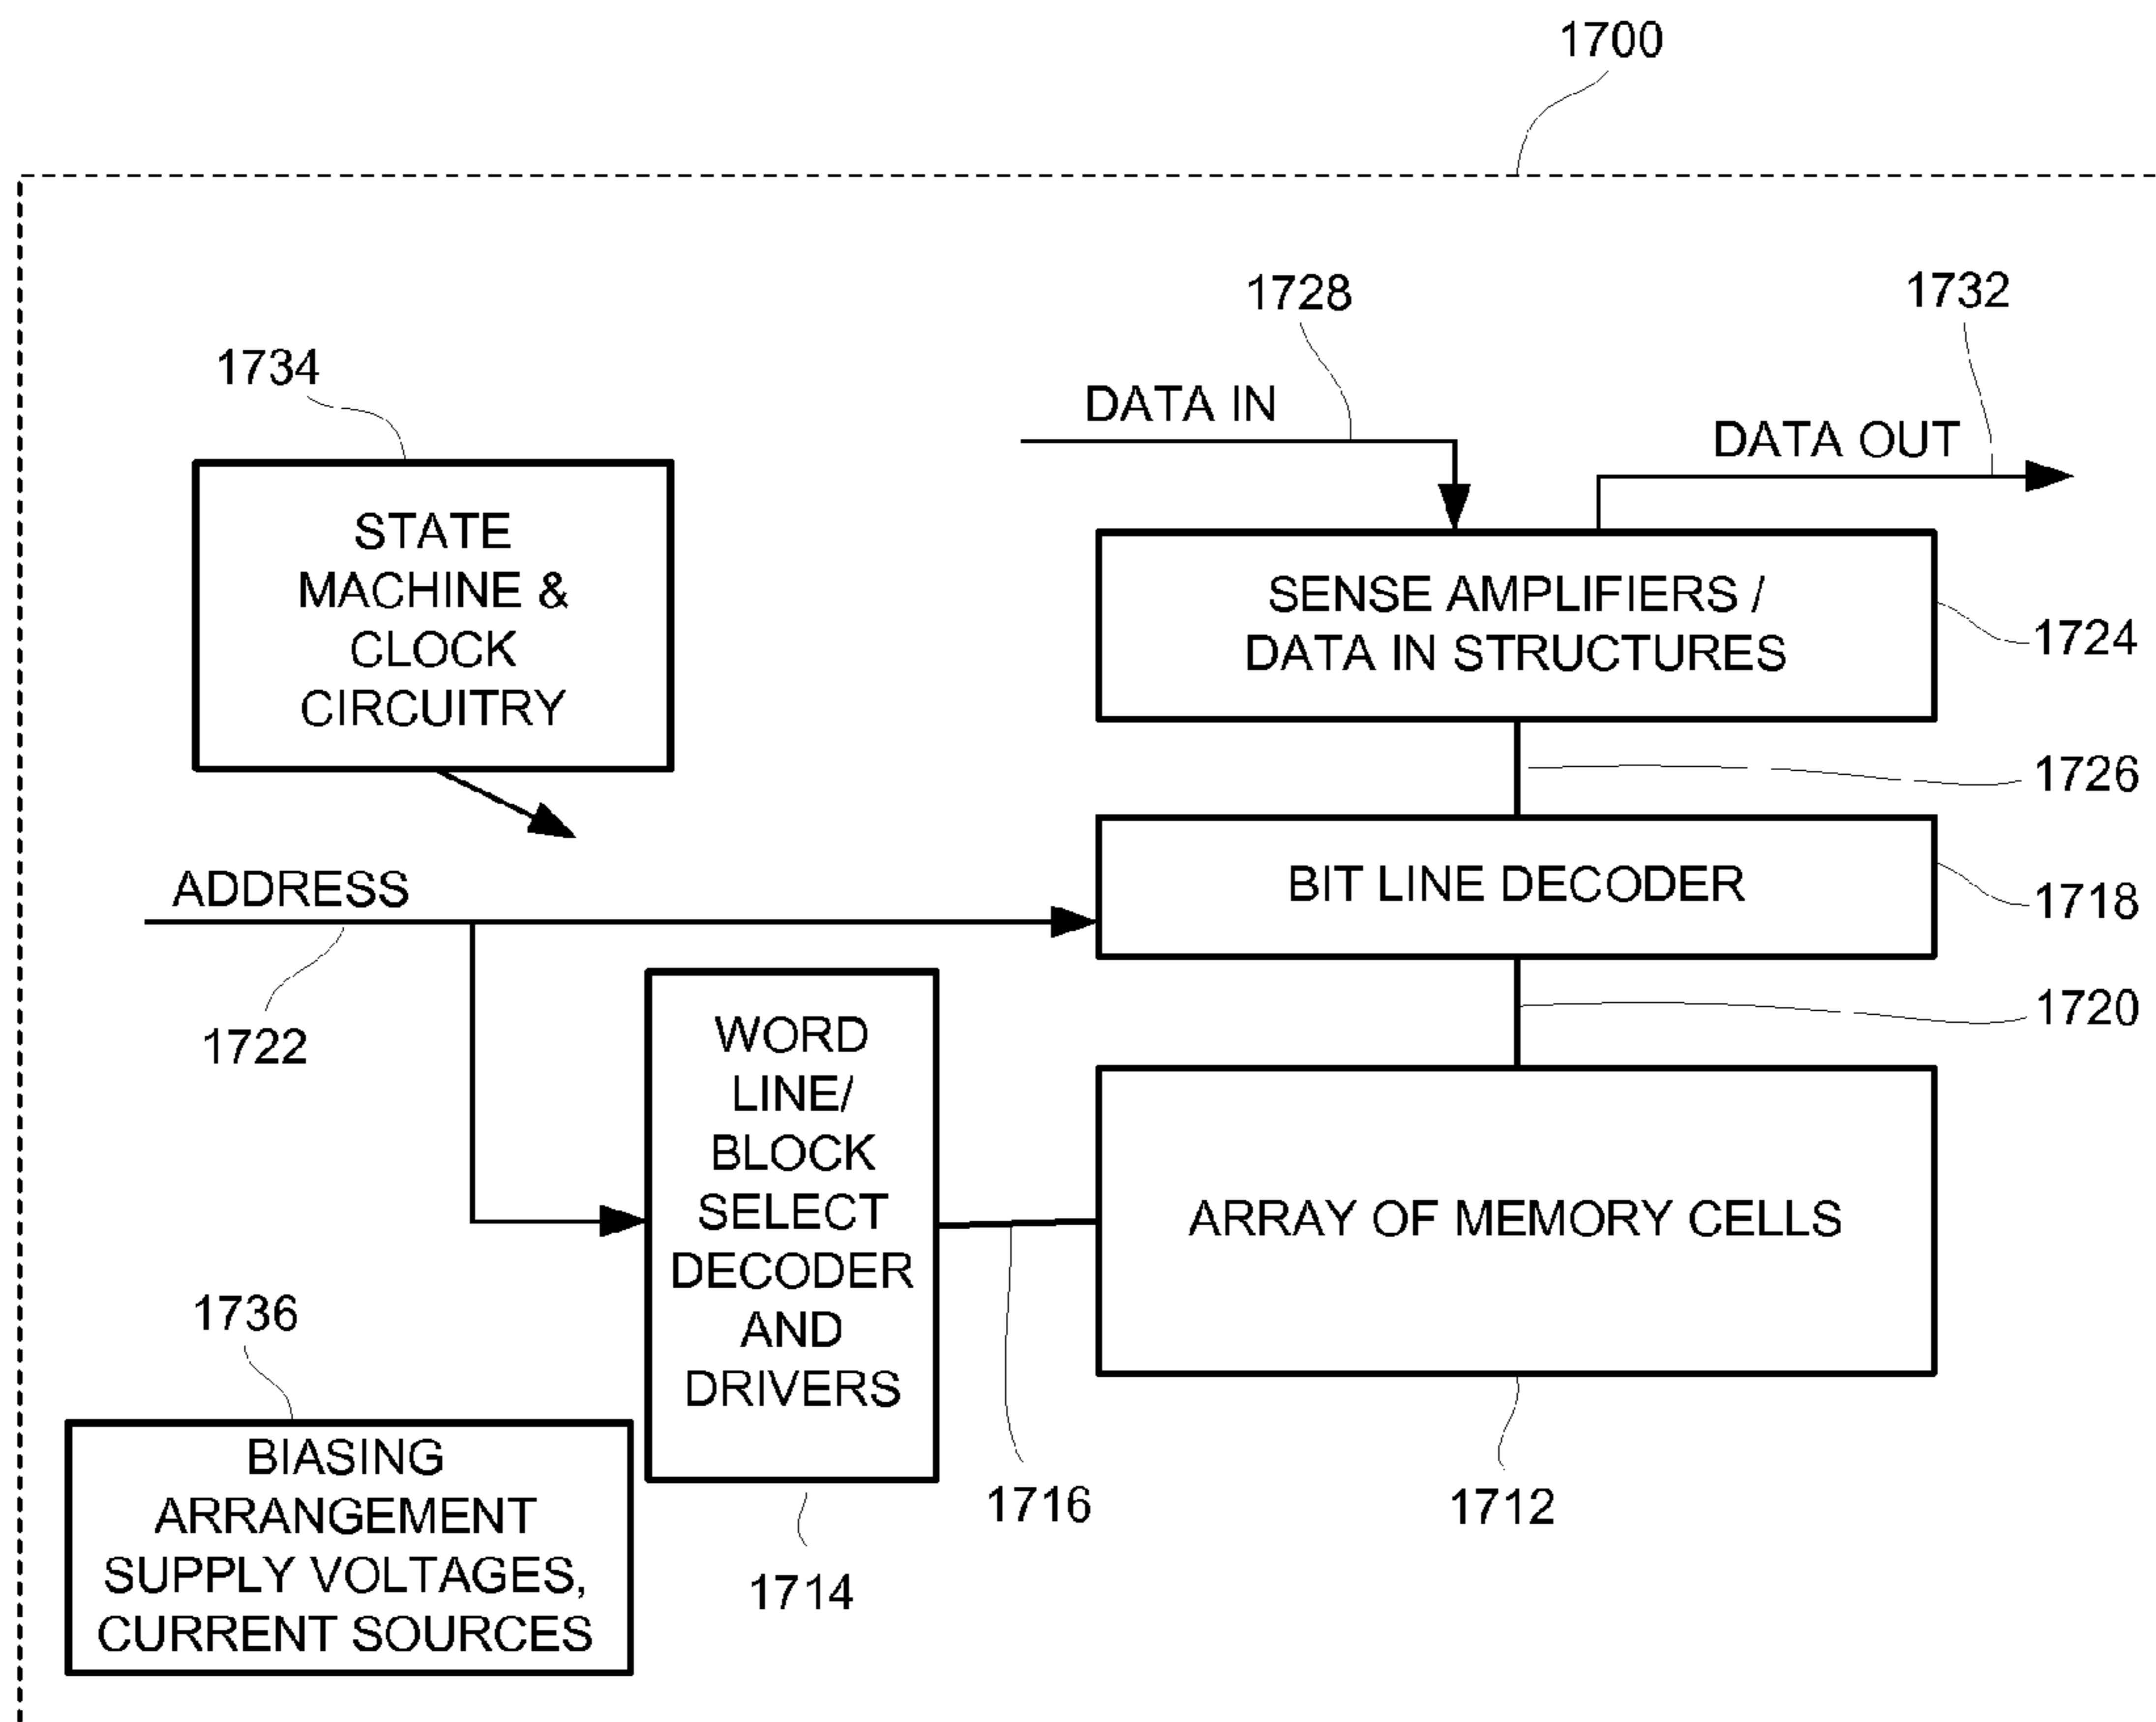 1700
1728
1732
1734
DATA IN
DATA OUT
STATE
MACHINE &
CLOCK
CIRCUITRY
SENSE AMPLIFIERS /
DATA IN STRUCTURES
1724
1726
ADDRESS
BIT LINE DECODER
1718
1722
1720
WORD
LINE/
BLOCK
SELECT
DECODER
AND
DRIVERS
ARRAY OF MEMORY CELLS
1736
BIASING
ARRANGEMENT
SUPPLY VOLTAGES,
CURRENT SOURCES
1716
1712
1714